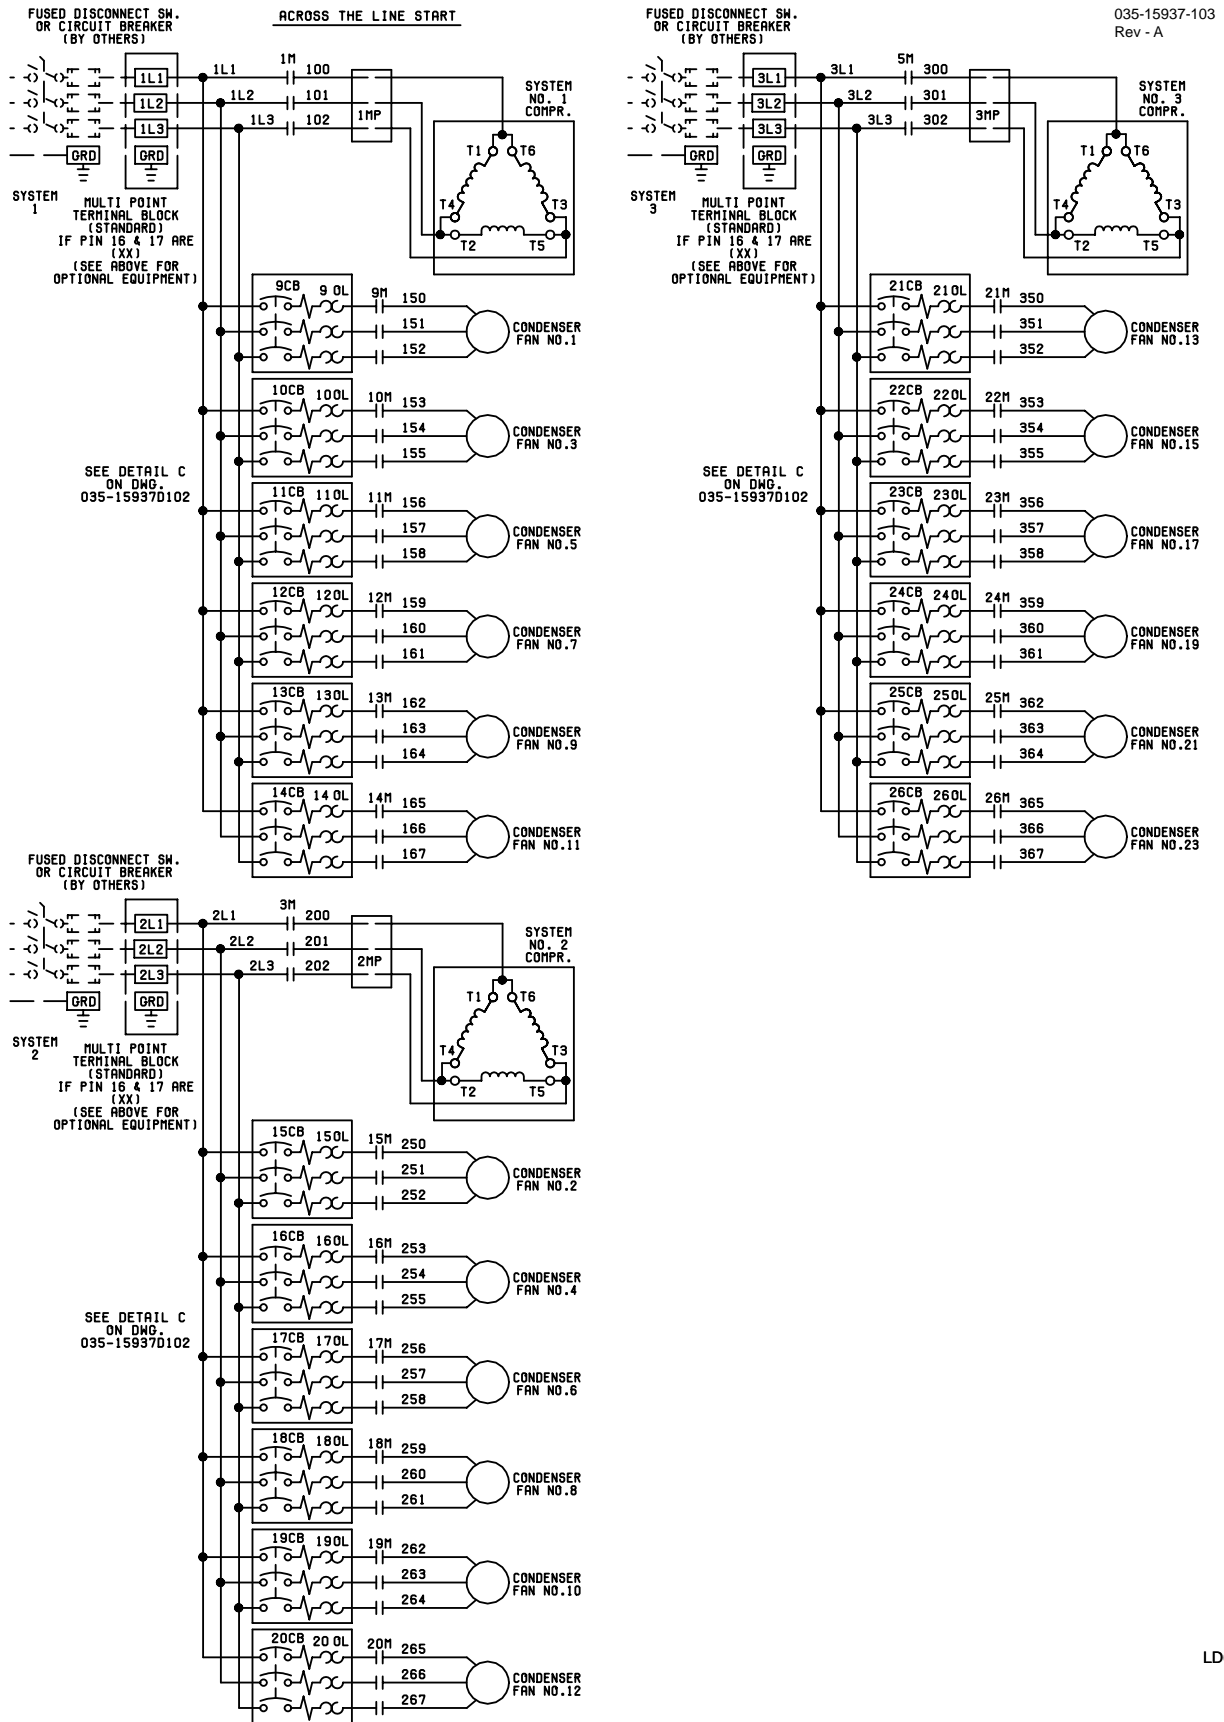 FUSED DISCONNECT SW.
OR CIRCUIT BREAKER
(BY OTHERS)
ACROSS THE LINE START
1L1
1L2
1L3
GRD
GRD
1L1
1L2
1L3
1M
100
101
102
1MP
SYSTEM
NO. 1
COMPR.
T1
T6
T4
T3
T2
T5
SYSTEM
1
MULTI POINT
TERMINAL BLOCK
(STANDARD)
IF PIN 16 & 17 ARE
(XX)
(SEE ABOVE FOR
OPTIONAL EQUIPMENT)
9CB 9 OL 9M 150
151
152
CONDENSER
FAN NO.1
10CB 10OL 10M 153
154
155
CONDENSER
FAN NO.3
SEE DETAIL C
ON DWG.
035-15937D102
11CB 11OL 11M 156
157
158
CONDENSER
FAN NO.5
12CB 12OL 12M 159
160
161
CONDENSER
FAN NO.7
13CB 13OL 13M 162
163
164
CONDENSER
FAN NO.9
14CB 14 OL 14M 165
166
167
CONDENSER
FAN NO.11
FUSED DISCONNECT SW.
OR CIRCUIT BREAKER
(BY OTHERS)
2L1
2L2
2L3
GRD
GRD
2L1
2L2
2L3
3M
200
201
202
2MP
SYSTEM
NO. 2
COMPR.
T1
T6
T4
T3
T2
T5
SYSTEM
2
MULTI POINT
TERMINAL BLOCK
(STANDARD)
IF PIN 16 & 17 ARE
(XX)
(SEE ABOVE FOR
OPTIONAL EQUIPMENT)
15CB 15OL 15M 250
251
252
CONDENSER
FAN NO.2
16CB 16OL 16M 253
254
255
CONDENSER
FAN NO.4
SEE DETAIL C
ON DWG.
035-15937D102
17CB 17OL 17M 256
257
258
CONDENSER
FAN NO.6
18CB 18OL 18M 259
260
261
CONDENSER
FAN NO.8
19CB 19OL 19M 262
263
264
CONDENSER
FAN NO.10
20CB 20 OL 20M 265
266
267
CONDENSER
FAN NO.12
FUSED DISCONNECT SW.
OR CIRCUIT BREAKER
(BY OTHERS)
035-15937-103
Rev - A
3L1
3L2
3L3
GRD
GRD
3L1
3L2
3L3
5M
300
301
302
3MP
SYSTEM
NO. 3
COMPR.
T1
T6
T4
T3
T2
T5
SYSTEM
3
MULTI POINT
TERMINAL BLOCK
(STANDARD)
IF PIN 16 & 17 ARE
(XX)
(SEE ABOVE FOR
OPTIONAL EQUIPMENT)
21CB 21OL 21M 350
351
352
CONDENSER
FAN NO.13
22CB 22OL 22M 353
354
355
CONDENSER
FAN NO.15
SEE DETAIL C
ON DWG.
035-15937D102
23CB 23OL 23M 356
357
358
CONDENSER
FAN NO.17
24CB 24OL 24M 359
360
361
CONDENSER
FAN NO.19
25CB 25OL 25M 362
363
364
CONDENSER
FAN NO.21
26CB 26OL 26M 365
366
367
CONDENSER
FAN NO.23
LD